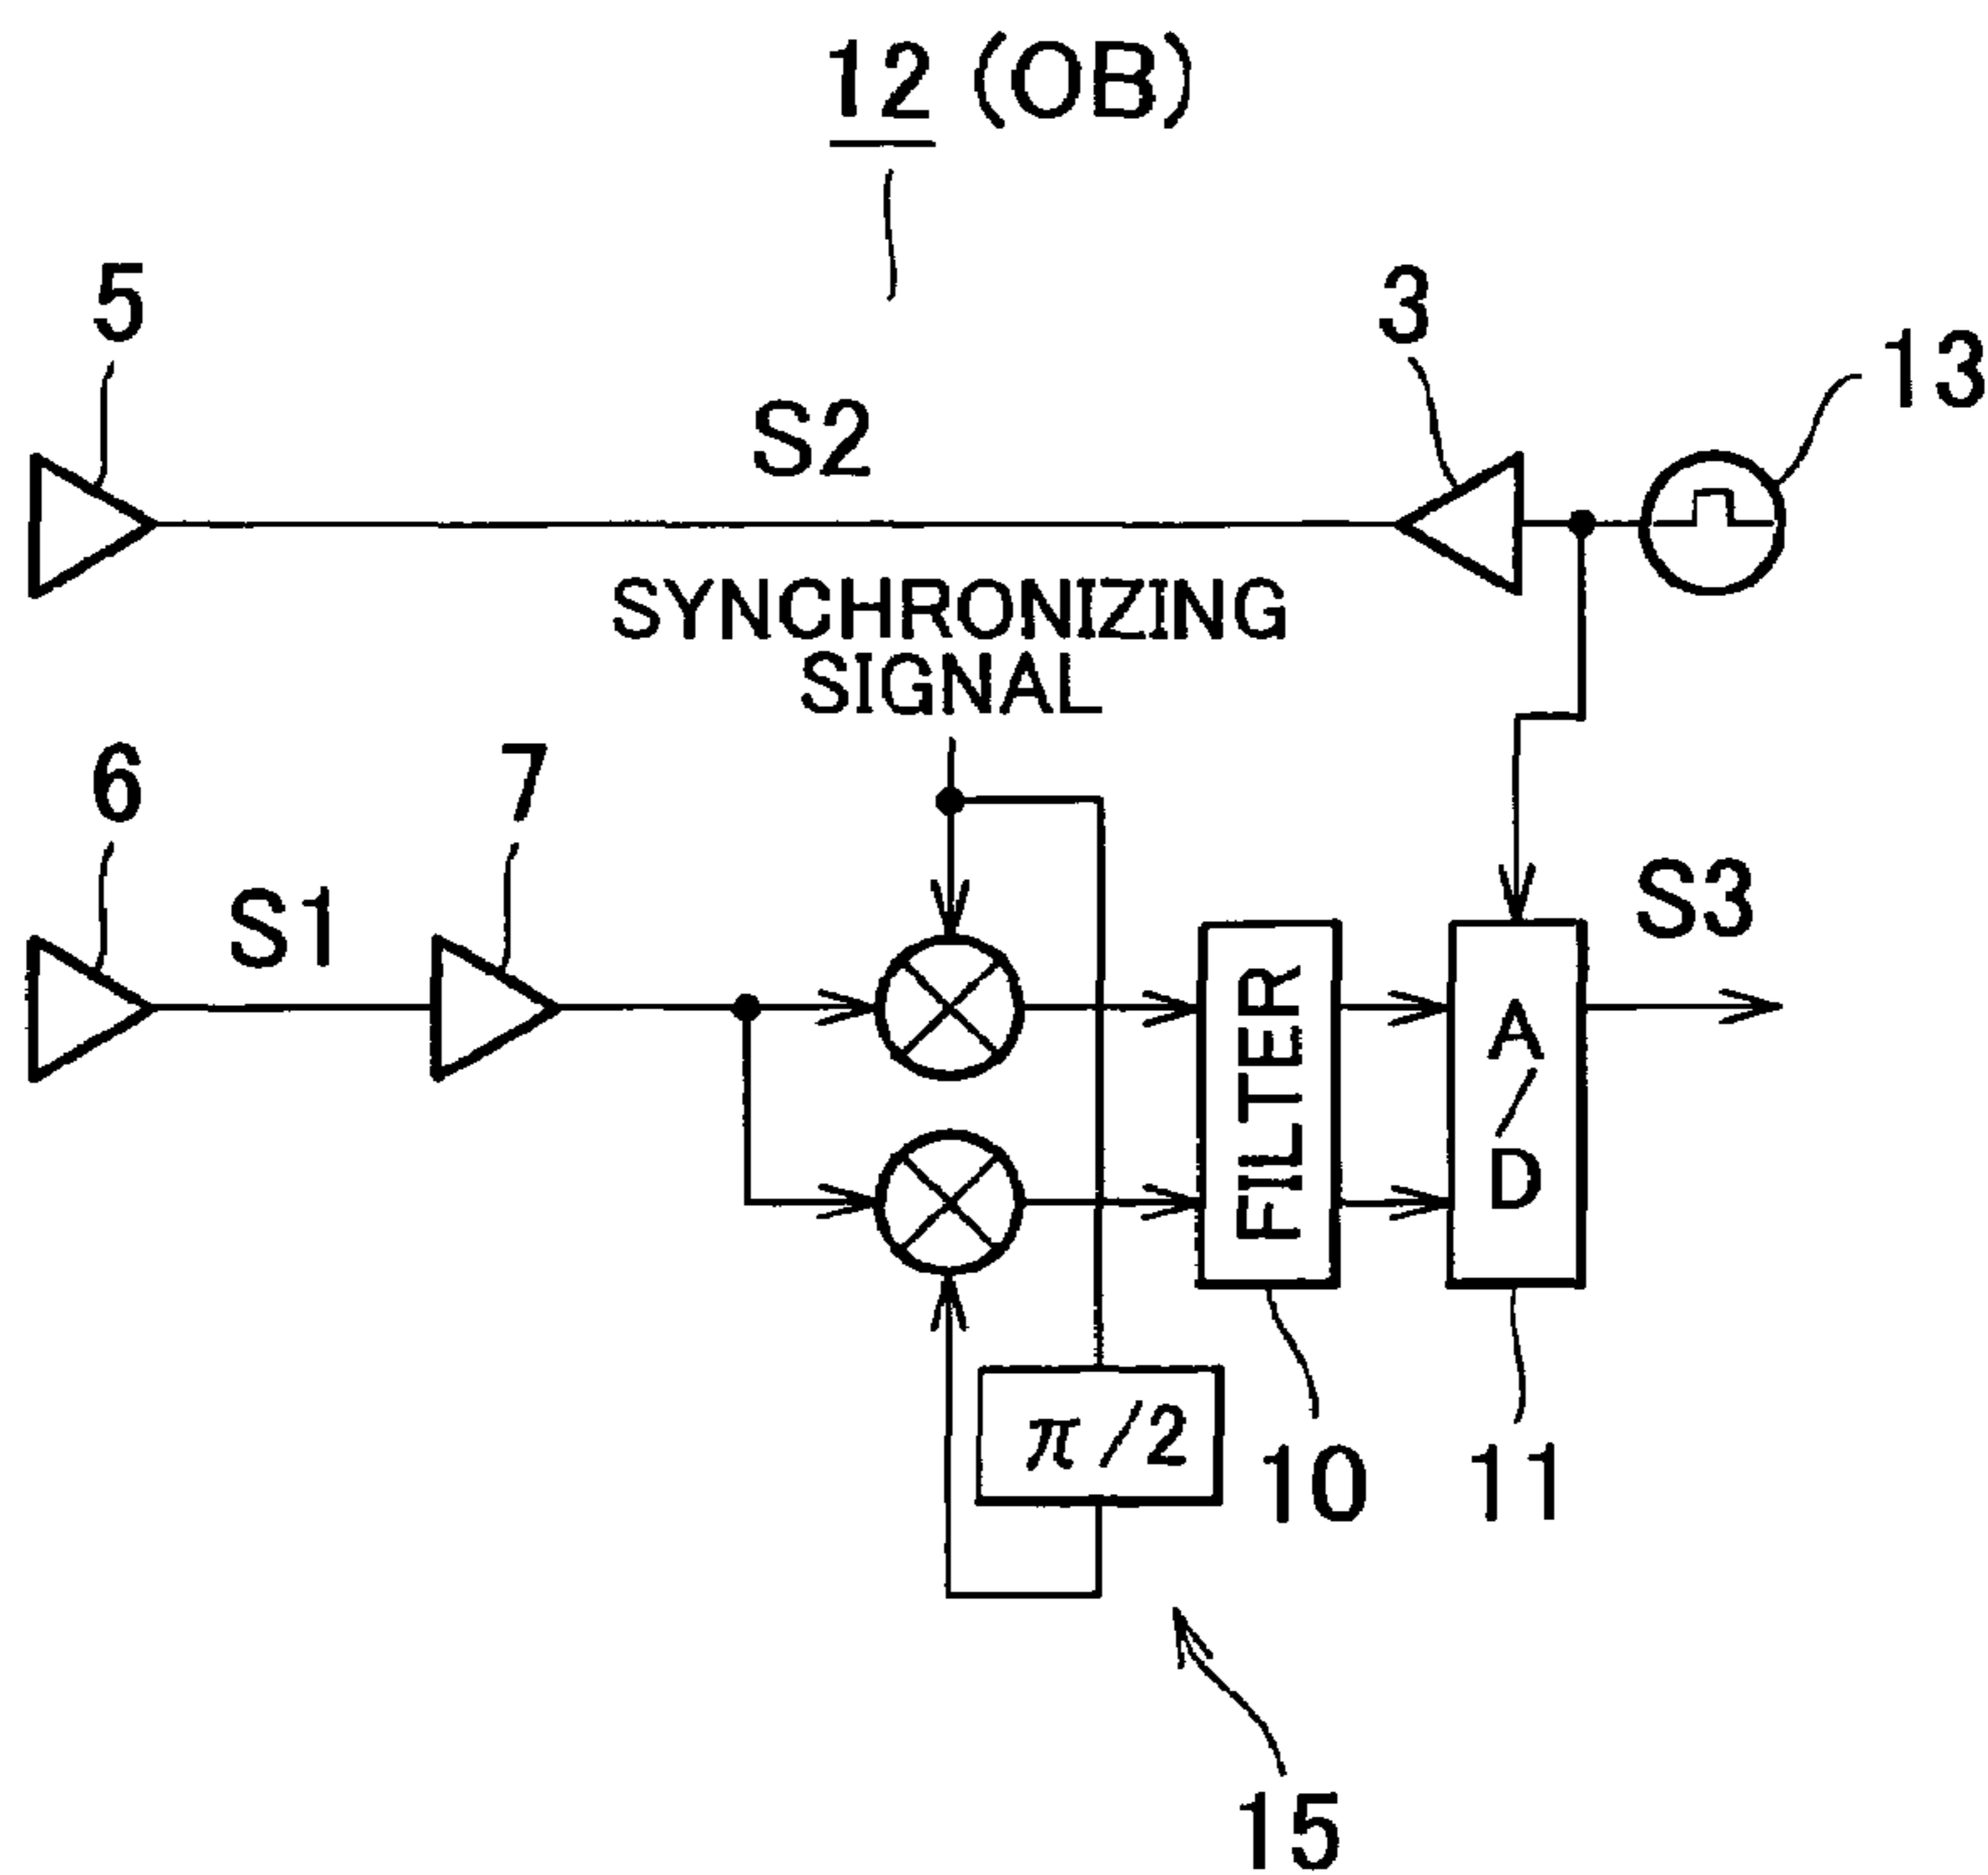 12 (OB)
5
3
13
S2
SYNCHRONIZING
SIGNAL
6
7
S1
S3
FILTER
A/D
π/2
10
11
15